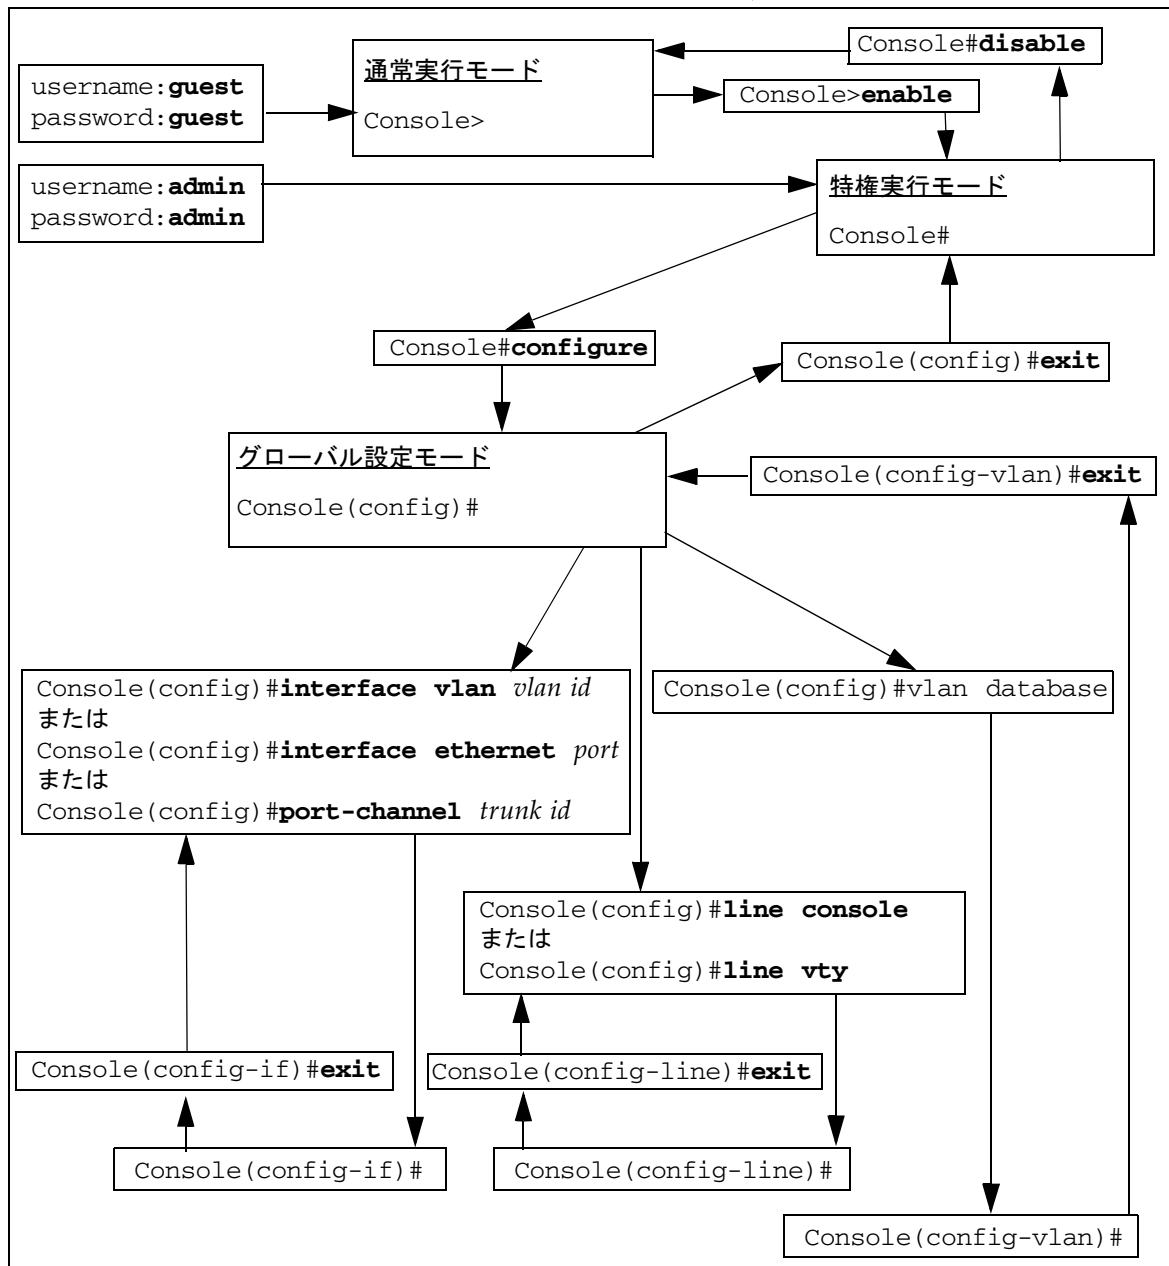 Console#disable
通常実行モード
username:guest
password:guest
Console>enable
Console>
username:admin
password:admin
特権実行モード
Console#
Console#configure
Console(config)#exit
グローバル設定モード
Console(config)#
Console(config-vlan)#exit
Console(config)#interface vlan vlan id
または
Console(config)#interface ethernet port
または
Console(config)#port-channel trunk id
Console(config)#vlan database
Console(config)#line console
または
Console(config)#line vty
Console(config-if)#exit
Console(config-line)#exit
Console(config-if)#
Console(config-line)#
Console(config-vlan)#